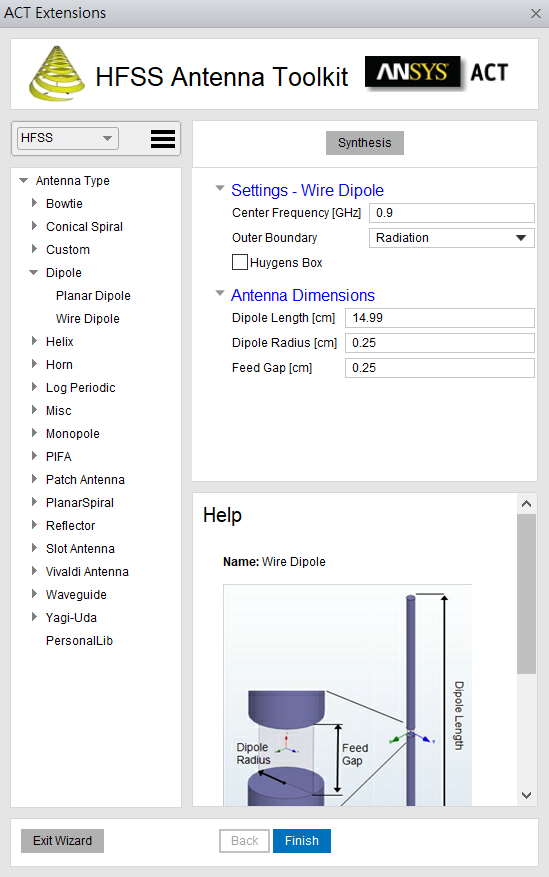 ACT Extensions
HFSS Antenna Toolkit
ANSYS ACT
HFSS
Antenna Type
Bowtie
Conical Spiral
Custom
Dipole
Planar Dipole
Wire Dipole
Helix
Horn
Log Periodic
Misc
Monopole
PIFA
Patch Antenna
PlanarSpiral
Reflector
Slot Antenna
Vivaldi Antenna
Waveguide
Yagi-Uda
PersonalLib
Synthesis
Settings - Wire Dipole
Center Frequency [GHz] 0.9
Outer Boundary Radiation
Huygens Box
Antenna Dimensions
Dipole Length [cm] 14.99
Dipole Radius [cm] 0.25
Feed Gap [cm] 0.25
Help
Name: Wire Dipole
Dipole Length
Dipole
Radius
Feed
Gap
Exit Wizard
Back
Finish